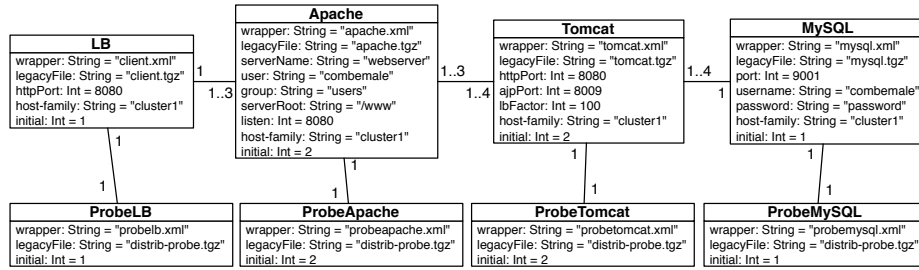 LB
wrapper: String = "client.xml"
legacyFile: String = "client.tgz"
httpPort: Int = 8080
host-family: String = "cluster1"
initial: Int = 1
1
1..3
Apache
wrapper: String = "apache.xml"
legacyFile: String = "apache.tgz"
serverName: String = "webserver"
user: String = "combemale"
group: String = "users"
serverRoot: String = "/www"
listen: Int = 8080
host-family: String = "cluster1"
initial: Int = 2
1..3
1..4
Tomcat
wrapper: String = "tomcat.xml"
legacyFile: String = "tomcat.tgz"
httpPort: Int = 8080
ajpPort: Int = 8009
lbFactor: Int = 100
host-family: String = "cluster1"
initial: Int = 2
1..4
1
MySQL
wrapper: String = "mysql.xml"
legacyFile: String = "mysql.tgz"
port: Int = 9001
username: String = "combemale"
password: String = "password"
host-family: String = "cluster1"
initial: Int = 1
1
1
1
1
1
1
1
1
ProbeLB
wrapper: String = "probelb.xml"
legacyFile: String = "distrib-probe.tgz"
initial: Int = 1
ProbeApache
wrapper: String = "probeapache.xml"
legacyFile: String = "distrib-probe.tgz"
initial: Int = 2
ProbeTomcat
wrapper: String = "probetomcat.xml"
legacyFile: String = "distrib-probe.tgz"
initial: Int = 2
ProbeMySQL
wrapper: String = "probemysql.xml"
legacyFile: String = "distrib-probe.tgz"
initial: Int = 1